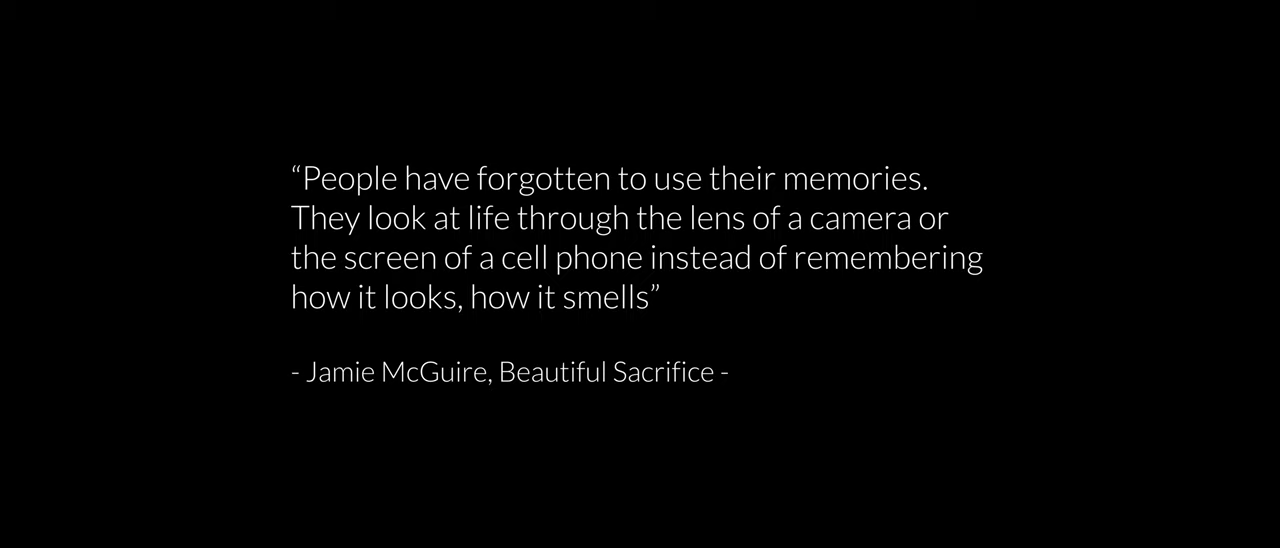 “People have forgotten to use their memories.
They look at life through the lens of a camera or
the screen of a cell phone instead of remembering
how it looks, how it smells”
- Jamie McGuire, Beautiful Sacrifice -